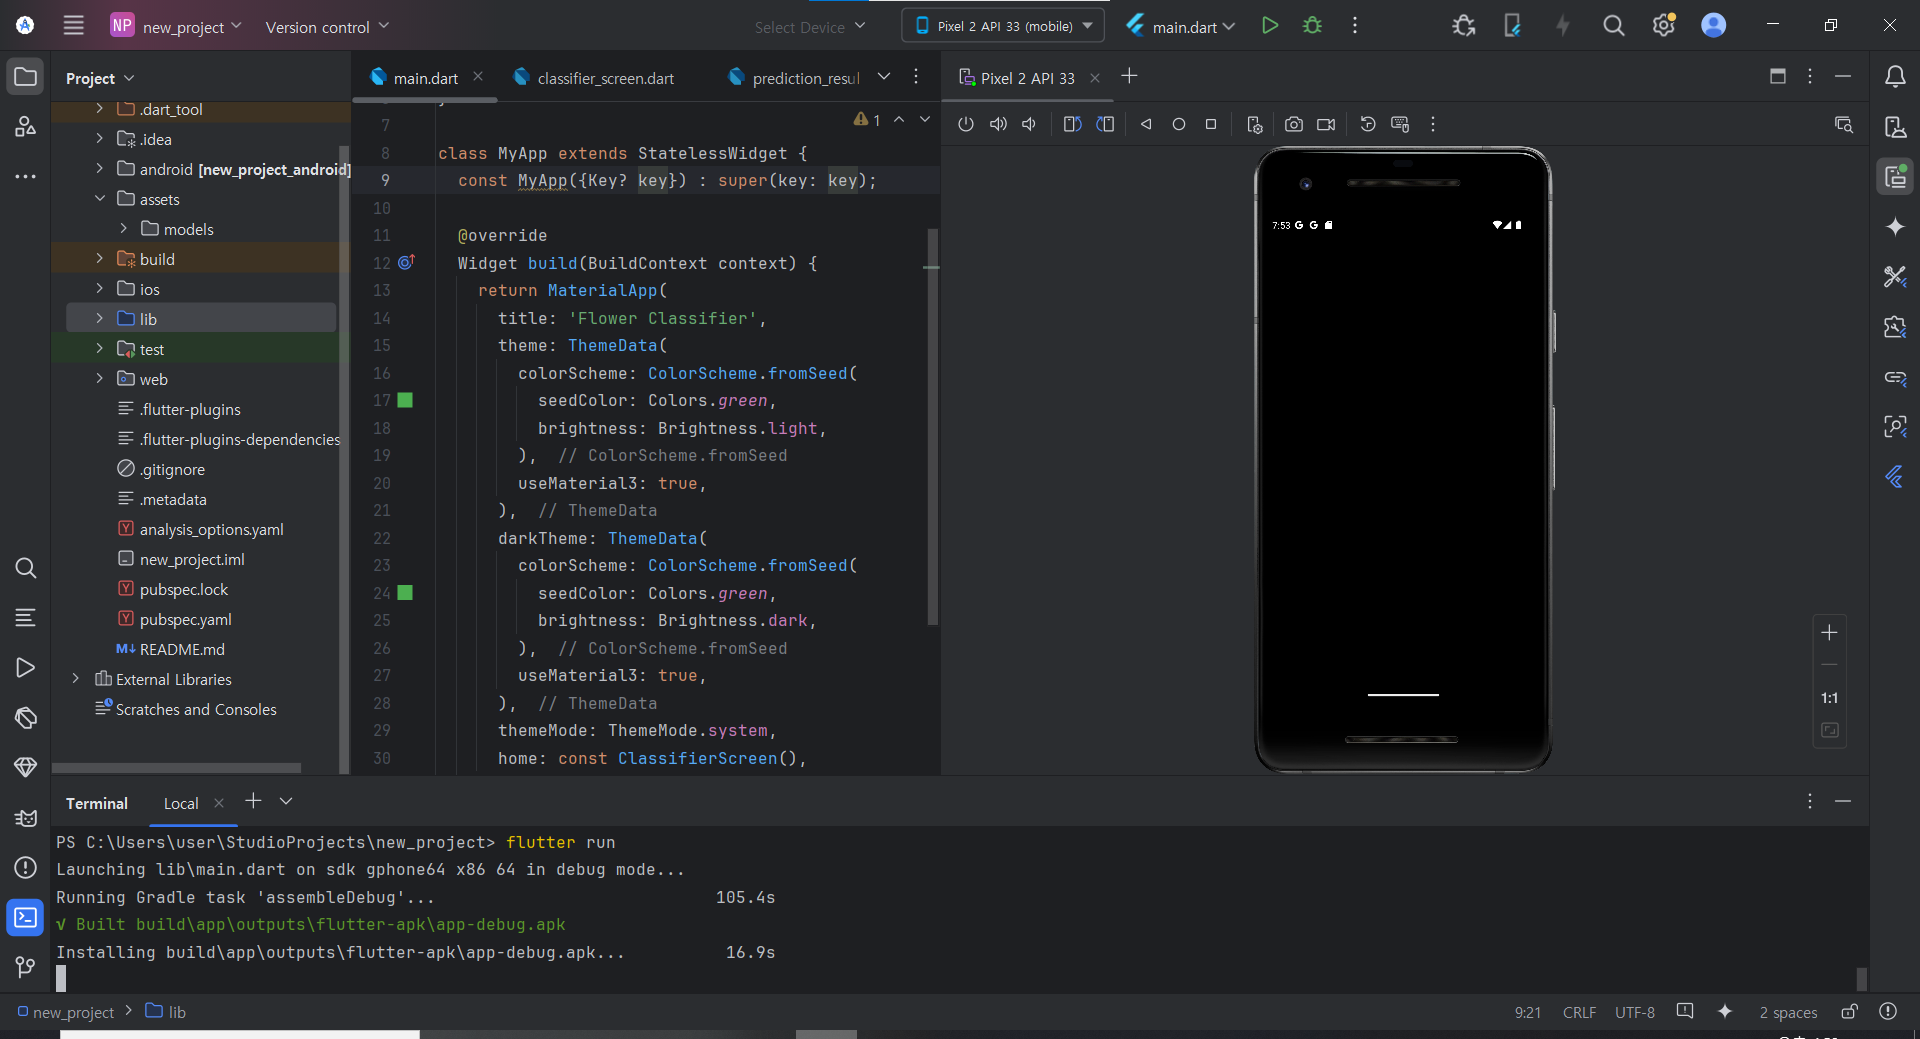 NP new_project
Version control
Select Device
Pixel 2 API 33 (mobile)
main.dart
Project
main.dart
classifier_screen.dart
prediction_resul
Pixel 2 API 33
.dart_tool
.idea
android [new_project_android]
assets
models
build
ios
lib
test
web
.flutter-plugins
.flutter-plugins-dependencies
.gitignore
.metadata
analysis_options.yaml
new_project.iml
pubspec.lock
pubspec.yaml
README.md
External Libraries
Scratches and Consoles
1
7
8 class MyApp extends StatelessWidget {
9 const MyApp({Key? key}) : super(key: key);
10
11 @override
12 Widget build(BuildContext context) {
13 return MaterialApp(
14 title: 'Flower Classifier',
15 theme: ThemeData(
16 colorScheme: ColorScheme.fromSeed(
17 seedColor: Colors.green,
18 brightness: Brightness.light,
19 ), // ColorScheme.fromSeed
20 useMaterial3: true,
21 ), // ThemeData
22 darkTheme: ThemeData(
23 colorScheme: ColorScheme.fromSeed(
24 seedColor: Colors.green,
25 brightness: Brightness.dark,
26 ), // ColorScheme.fromSeed
27 useMaterial3: true,
28 ), // ThemeData
29 themeMode: ThemeMode.system,
30 home: const ClassifierScreen(),
7:53 G G
1:1
Terminal
Local
PS C:\Users\user\StudioProjects\new_project> flutter run
Launching lib\main.dart on sdk gphone64 x86 64 in debug mode...
Running Gradle task 'assembleDebug'... 105.4s
√ Built build\app\outputs\flutter-apk\app-debug.apk
Installing build\app\outputs\flutter-apk\app-debug.apk... 16.9s
new_project > lib
9:21
CRLF
UTF-8
2 spaces